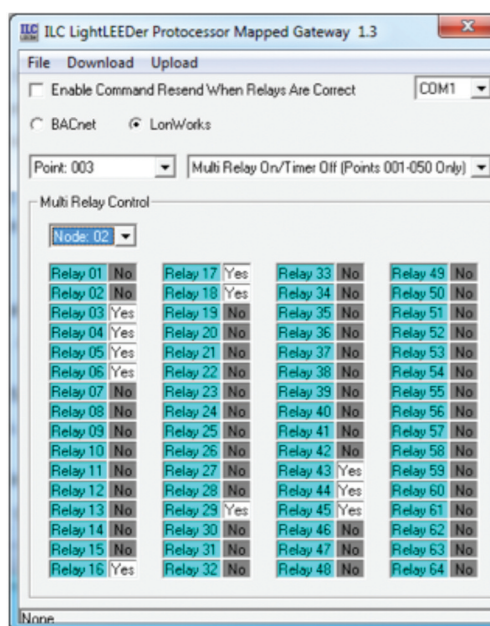 ILC LightLEEDer Protocessor Mapped Gateway 1.3
File Download Upload
Enable Command Resend When Relays Are Correct COM1
BACnet LonWorks
Point: 003 Multi Relay On/Timer Off (Points 001-050 Only)
Multi Relay Control
Node: 02
Relay 01 No Relay 17 Yes Relay 33 No Relay 49 No
Relay 02 No Relay 18 Yes Relay 34 No Relay 50 No
Relay 03 Yes Relay 19 No Relay 35 No Relay 51 No
Relay 04 Yes Relay 20 No Relay 36 No Relay 52 No
Relay 05 Yes Relay 21 No Relay 37 No Relay 53 No
Relay 06 Yes Relay 22 No Relay 38 No Relay 54 No
Relay 07 No Relay 23 No Relay 39 No Relay 55 No
Relay 08 No Relay 24 No Relay 40 No Relay 56 No
Relay 09 No Relay 25 No Relay 41 No Relay 57 No
Relay 10 No Relay 26 No Relay 42 No Relay 58 No
Relay 11 No Relay 27 No Relay 43 Yes Relay 59 No
Relay 12 No Relay 28 No Relay 44 Yes Relay 60 No
Relay 13 No Relay 29 Yes Relay 45 Yes Relay 61 No
Relay 14 No Relay 30 No Relay 46 No Relay 62 No
Relay 15 No Relay 31 No Relay 47 No Relay 63 No
Relay 16 Yes Relay 32 No Relay 48 No Relay 64 No
None